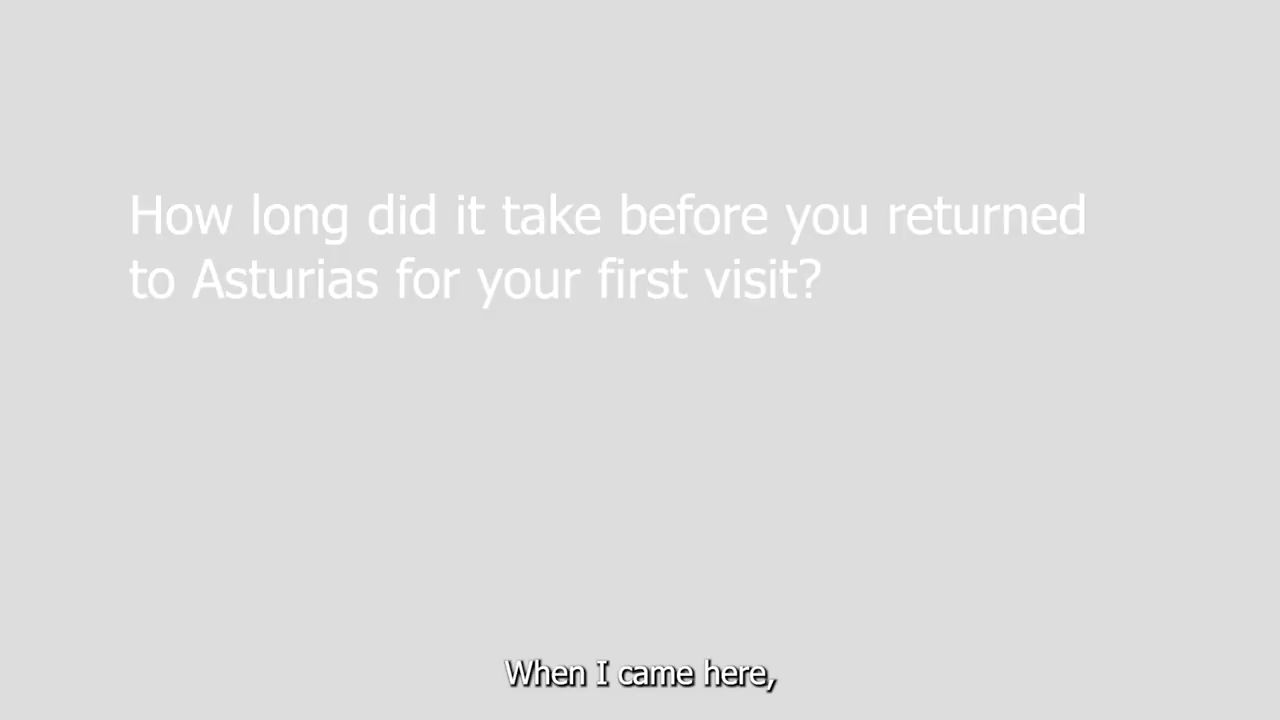 How long did it take before you returned
to Asturias for your first visit?
When I came here,